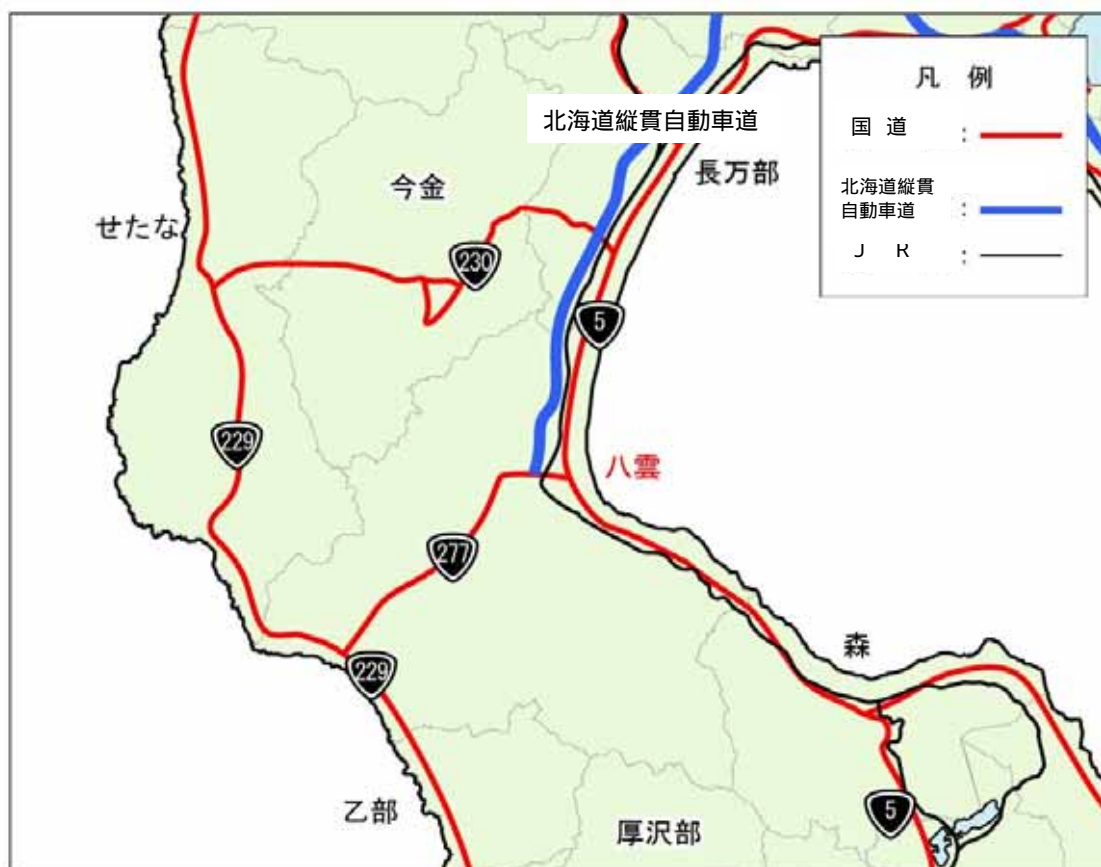 北海道縦貫自動車道
凡 例
国 道 :
北海道縦貫
自動車道 :
J R :
長万部
今金
せたな
230
5
229
八雲
277
森
229
乙部
厚沢部
5